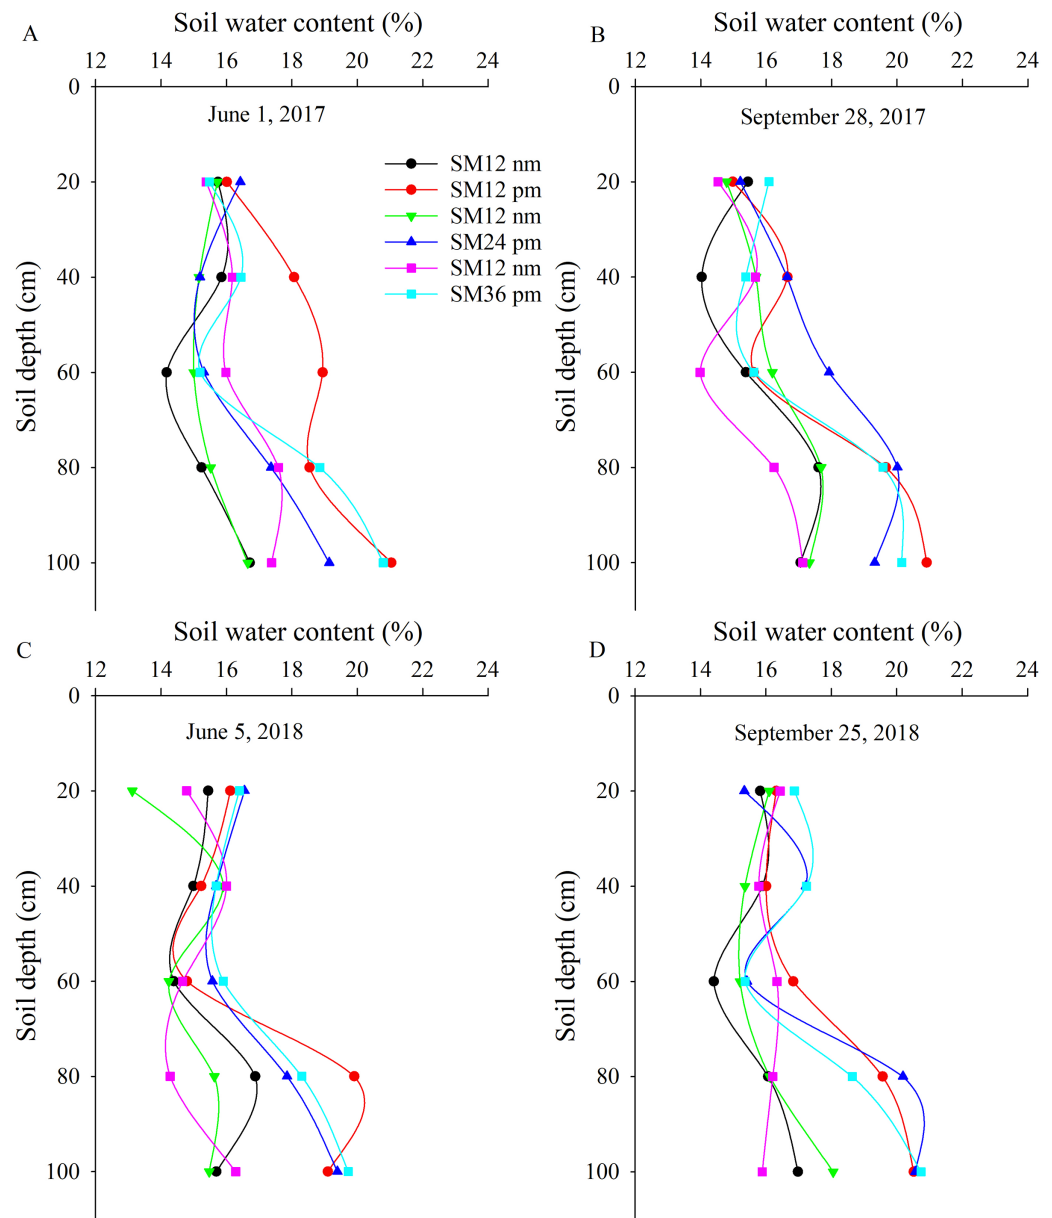 A
Soil water content (%)
12 14 16 18 20 22 24
0
20
40
60
80
100
Soil depth (cm)
June 1, 2017
SM12 nm
SM12 pm
SM12 nm
SM24 pm
SM12 nm
SM36 pm
B
Soil water content (%)
12 14 16 18 20 22 24
0
20
40
60
80
100
Soil depth (cm)
September 28, 2017
C
Soil water content (%)
12 14 16 18 20 22 24
0
20
40
60
80
100
Soil depth (cm)
June 5, 2018
D
Soil water content (%)
12 14 16 18 20 22 24
0
20
40
60
80
100
Soil depth (cm)
September 25, 2018